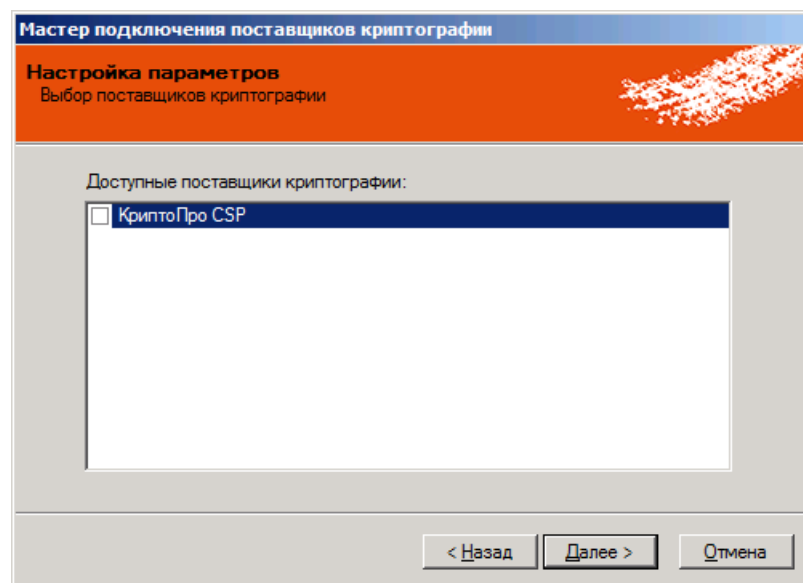 Мастер подключения поставщиков криптографии
Настройка параметров
Выбор поставщиков криптографии
Доступные поставщики криптографии:
КриптоПро CSP
< Назад Далее > Отмена